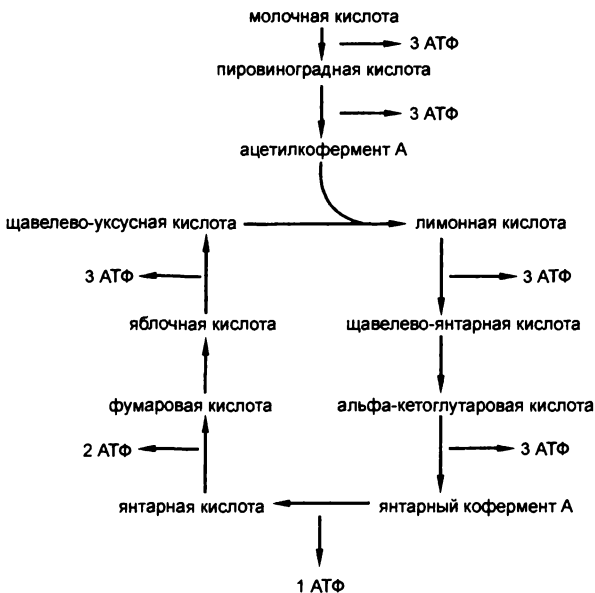 молочная кислота
3 АТФ
пировиноградная кислота
3 АТФ
ацетилкофермент А
щавелево-уксусная кислота
лимонная кислота
3 АТФ
3 АТФ
яблочная кислота
щавелево-янтарная кислота
фумаровая кислота
альфа-кетоглутаровая кислота
2 АТФ
3 АТФ
янтарная кислота
янтарный кофермент А
1 АТФ